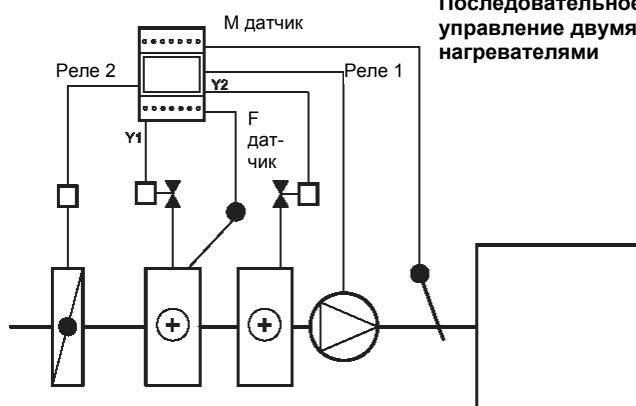 Последовательное
управление двумя
нагревателями
М датчик
Реле 2
Реле 1
Y2
Y1
F
дат-
чик